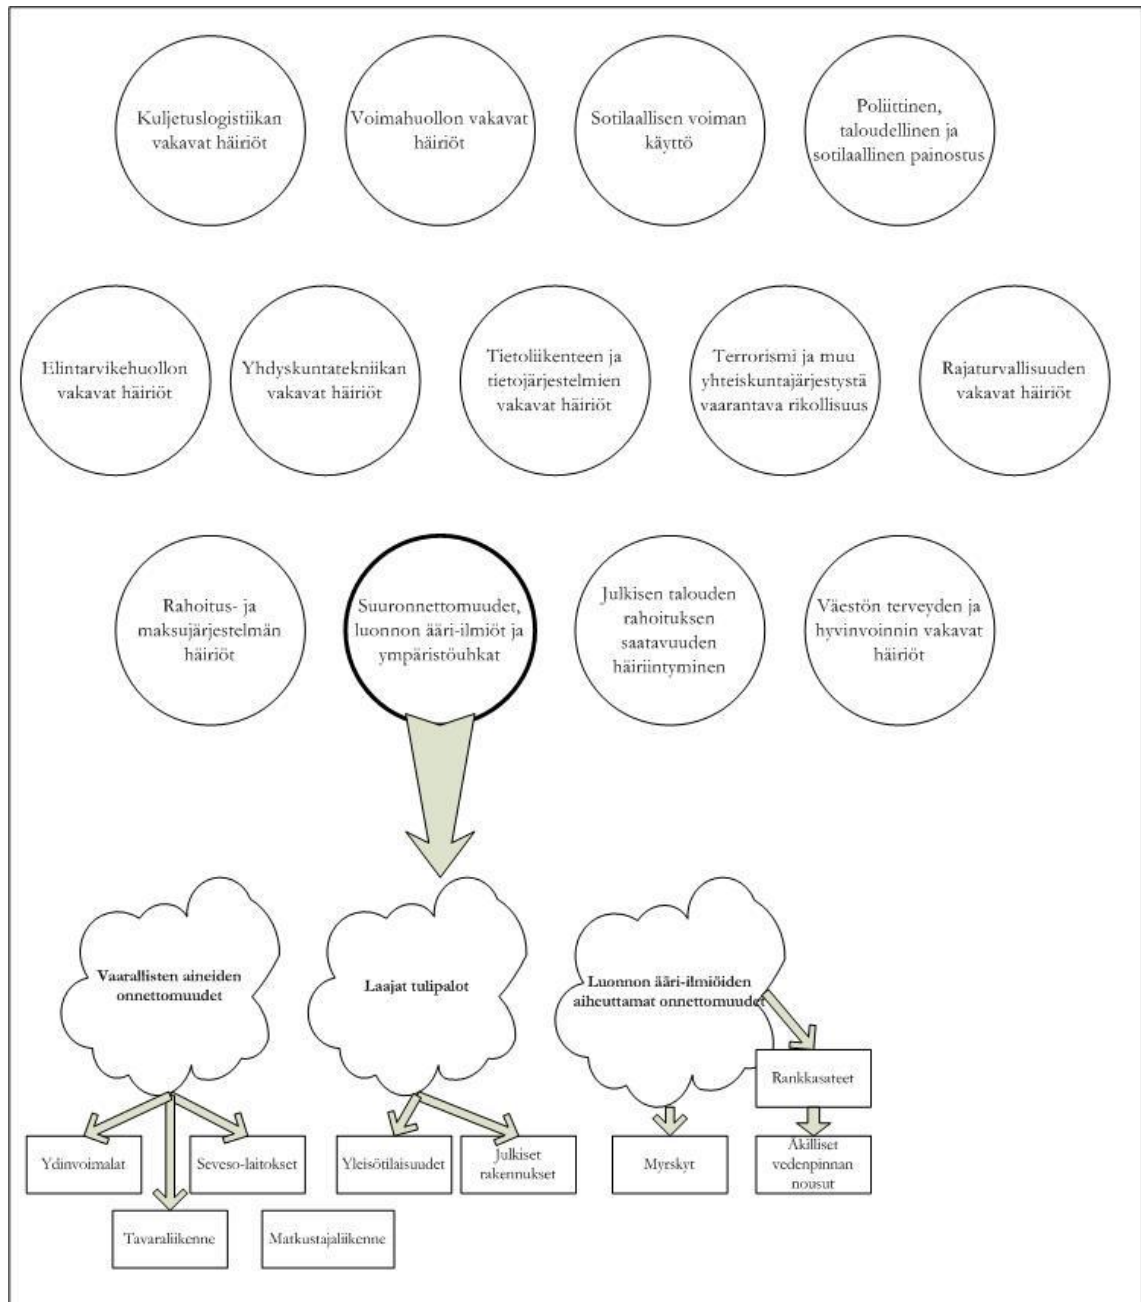 Kuljetuslogistiikan
vakavat häiriöt
Voimahuollon vakavat
häiriöt
Sotilaallisen voiman
käyttö
Poliittinen,
taloudellinen ja
sotilaallinen painostus
Elintarvikehuollon
vakavat häiriöt
Yhdyskuntatekniikan
vakavat häiriöt
Tietoliikenteen ja
tietojärjestelmien
vakavat häiriöt
Terrorismi ja muu
yhteiskuntajärjestystä
vaarantava rikollisuus
Rajaturvallisuuden
vakavat häiriöt
Rahoitus- ja
maksujärjestelmän
häiriöt
Suuronnettomuudet,
luonnon ääri-ilmiöt ja
ympäristöuhkat
Julkisen talouden
rahoituksen
saatavuuden
häiriintyminen
Väestön terveyden ja
hyvinvoinnin vakavat
häiriöt
Vaarallisten aineiden
onnettomuudet
Laajat tulipalot
Luonnon ääri-ilmiöiden
aiheuttamat onnettomuudet
Rankkasateet
Ydinvoimalat
Seveso-laitokset
Yleisötilaisuudet
Julkiset
rakennukset
Myrskyt
Äkilliset
vedenpinnan
nousut
Tavaraliikenne
Matkustajaliikenne